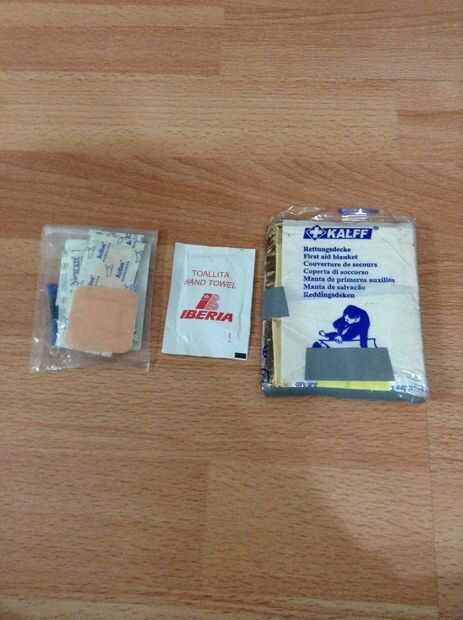 TOALLITA
HAND TOWEL
IBERIA
KALFF
Rettungsdecke
First aid blanket
Couverture de secours
Coperta di soccorso
Manta de primeros auxilios
Manta de salvação
Reddingsdeken